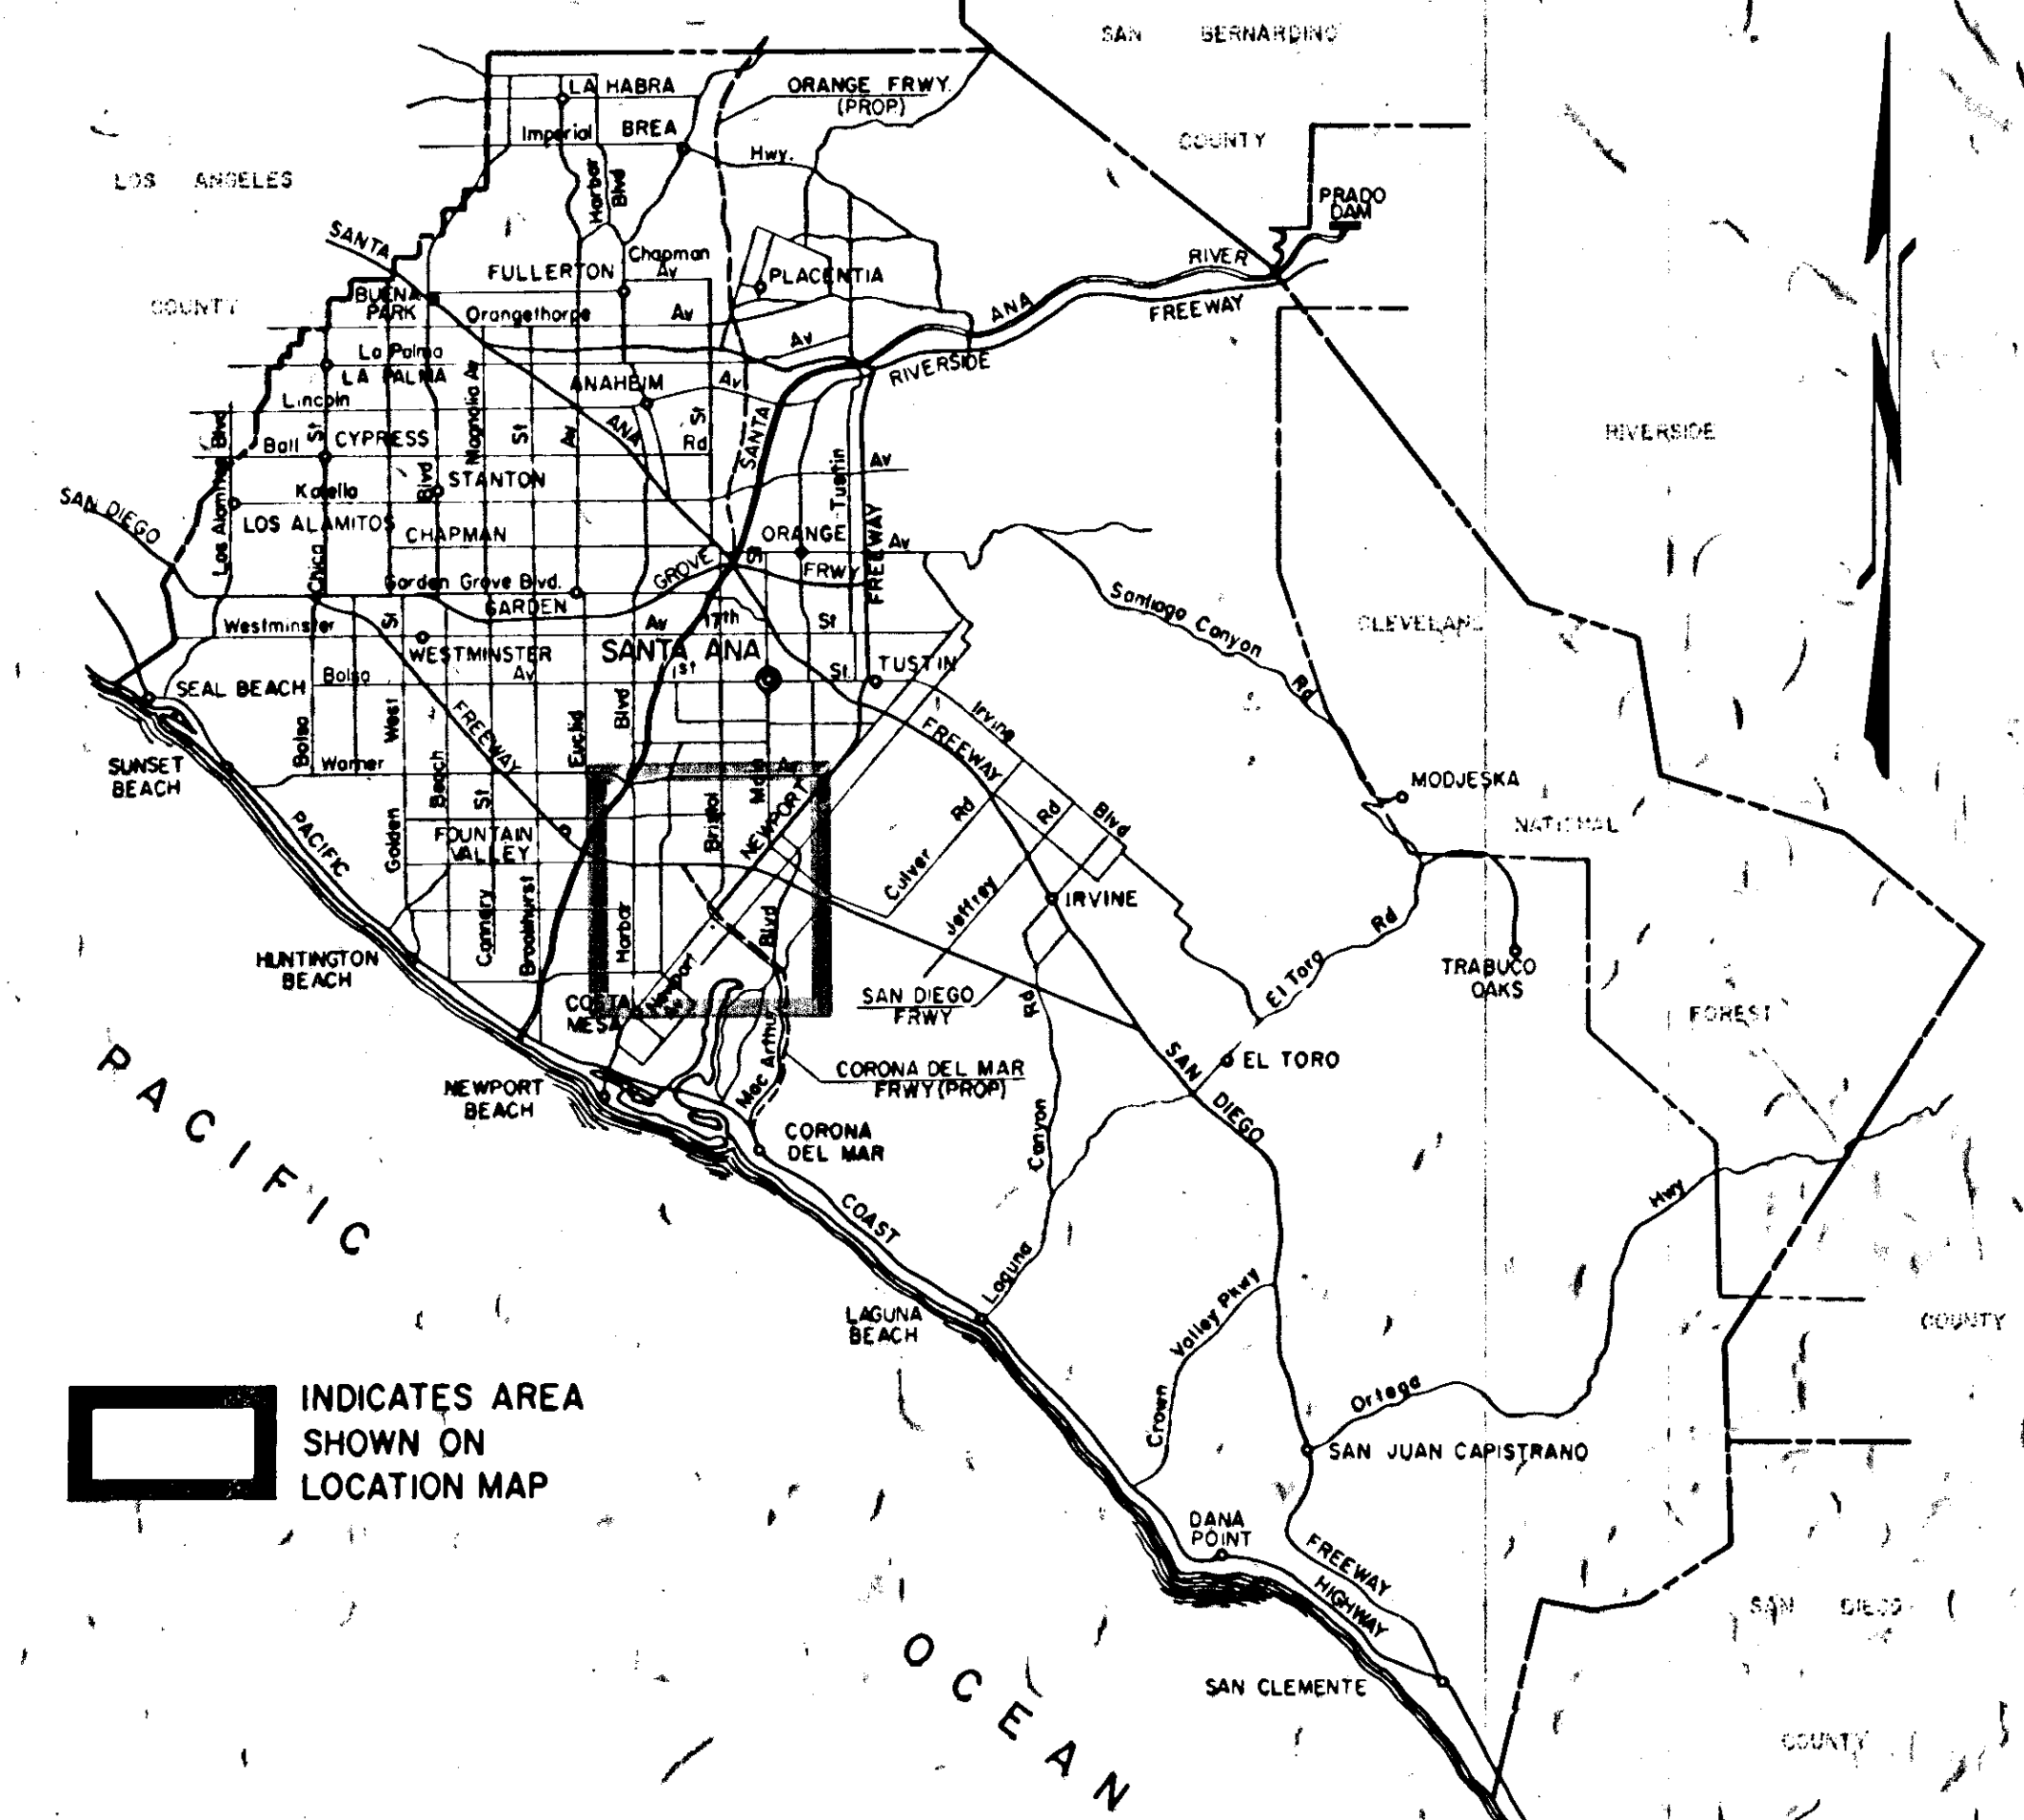 SAN BERNARDINO
COUNTY
LOS ANGELES
COUNTY
LA HABRA
ORANGE FRWY.
(PROP)
Imperial
BREA
Hwy.
Harbor
Blvd
PRADO
DAM
SANTA
FULLERTON
Chapman
Av
PLACENTIA
RIVER
ANA
FREEWAY
BUENA
PARK
Orangethorpe
Av
Av
RIVERSIDE
La Palma
LA PALMA
ANAHEIM
Av
Lincoln
Magnolia Av
ANA
St
Rd
SANTA
Ball
St
CYPRESS
St
Av
Los Alamitos Blvd
Katella
Blvd
STANTON
Av
Tustin
RIVERSIDE
SAN DIEGO
LOS ALAMITOS
CHAPMAN
ORANGE
St
Av
FREEWAY
Chico
Garden Grove Blvd.
GROVE
FRWY
GARDEN
Santiago Canyon
Rd
CLEVELAND
Westminster
St
Av
17th
St
WESTMINSTER
SANTA ANA
TUSTIN
SEAL BEACH
Bolsa
Av
1st
St.
Bolsa
West
FREEWAY
Euclid
Blvd
FREEWAY
Irvine
SUNSET
BEACH
Warner
Beach
St
Main
Av
MODJESKA
PACIFIC
Golden
FOUNTAIN
VALLEY
Bristol
NEWPORT
Rd
Rd
Blvd
NATIONAL
Culver
Jeffrey
IRVINE
Cannery
Brookhurst
Harbor
Blvd
El Toro
Rd
HUNTINGTON
BEACH
TRABUCO
OAKS
COSTA
MESA
Newport
SAN DIEGO
FRWY
Rd
FOREST
Mac Arthur
SAN
DIEGO
EL TORO
CORONA DEL MAR
FRWY (PROP)
NEWPORT
BEACH
CORONA
DEL MAR
Canyon
PACIFIC
COAST
Hwy
Laguna
LAGUNA
BEACH
Valley Pkwy
Crown
COUNTY
Ortega
INDICATES AREA
SHOWN ON
LOCATION MAP
SAN JUAN CAPISTRANO
DANA
POINT
FREEWAY
HIGHWAY
SAN DIEGO
OCEAN
SAN CLEMENTE
COUNTY